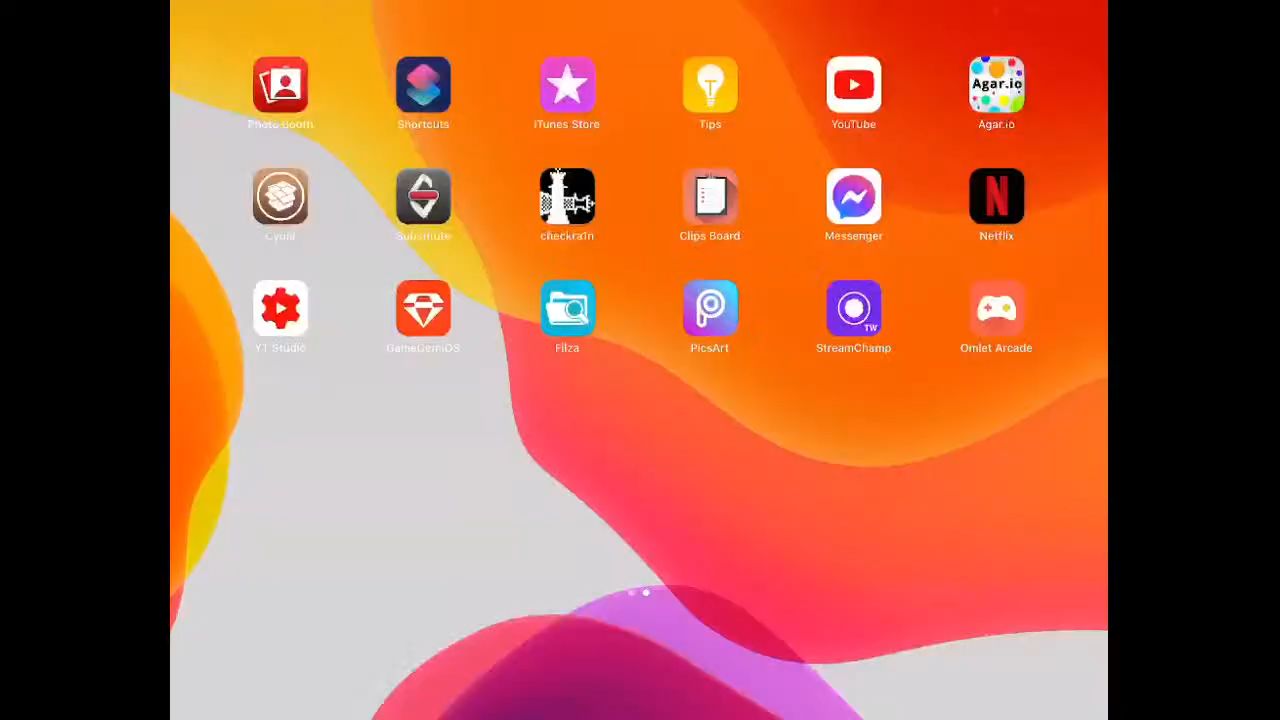 Photo Booth
Shortcuts
iTunes Store
Tips
YouTube
Agar.io
Agar.io
Cydia
Substitute
checkra1n
Clips Board
Messenger
Netflix
YT Studio
GameGemiOS
Filza
PicsArt
TW
StreamChamp
Omlet Arcade